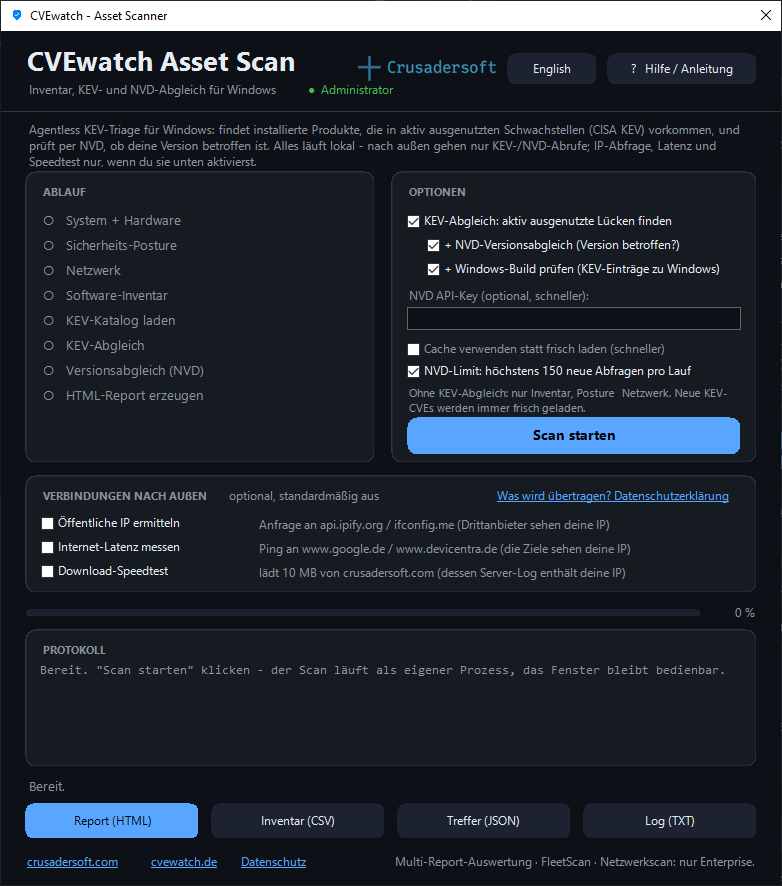 CVEwatch - Asset Scanner
CVEwatch Asset Scan
Crusadersoft
English
? Hilfe / Anleitung
Inventar, KEV- und NVD-Abgleich für Windows
Administrator
Agentless KEV-Triage für Windows: findet installierte Produkte, die in aktiv ausgenutzten Schwachstellen (CISA KEV) vorkommen, und
prüft per NVD, ob deine Version betroffen ist. Alles läuft lokal - nach außen gehen nur KEV-/NVD-Abrufe; IP-Abfrage, Latenz und
Speedtest nur, wenn du sie unten aktivierst.
ABLAUF
System + Hardware
Sicherheits-Posture
Netzwerk
Software-Inventar
KEV-Katalog laden
KEV-Abgleich
Versionsabgleich (NVD)
HTML-Report erzeugen
OPTIONEN
KEV-Abgleich: aktiv ausgenutzte Lücken finden
+ NVD-Versionsabgleich (Version betroffen?)
+ Windows-Build prüfen (KEV-Einträge zu Windows)
NVD API-Key (optional, schneller):
Cache verwenden statt frisch laden (schneller)
NVD-Limit: höchstens 150 neue Abfragen pro Lauf
Ohne KEV-Abgleich: nur Inventar, Posture  Netzwerk. Neue KEV-
CVEs werden immer frisch geladen.
Scan starten
VERBINDUNGEN NACH AUßEN
optional, standardmäßig aus
Was wird übertragen? Datenschutzerklärung
Öffentliche IP ermitteln
Anfrage an api.ipify.org / ifconfig.me (Drittanbieter sehen deine IP)
Internet-Latenz messen
Ping an www.google.de / www.devicentra.de (die Ziele sehen deine IP)
Download-Speedtest
lädt 10 MB von crusadersoft.com (dessen Server-Log enthält deine IP)
0 %
PROTOKOLL
Bereit. "Scan starten" klicken - der Scan läuft als eigener Prozess, das Fenster bleibt bedienbar.
Bereit.
Report (HTML)
Inventar (CSV)
Treffer (JSON)
Log (TXT)
crusadersoft.com
cvewatch.de
Datenschutz
Multi-Report-Auswertung · FleetScan · Netzwerkscan: nur Enterprise.